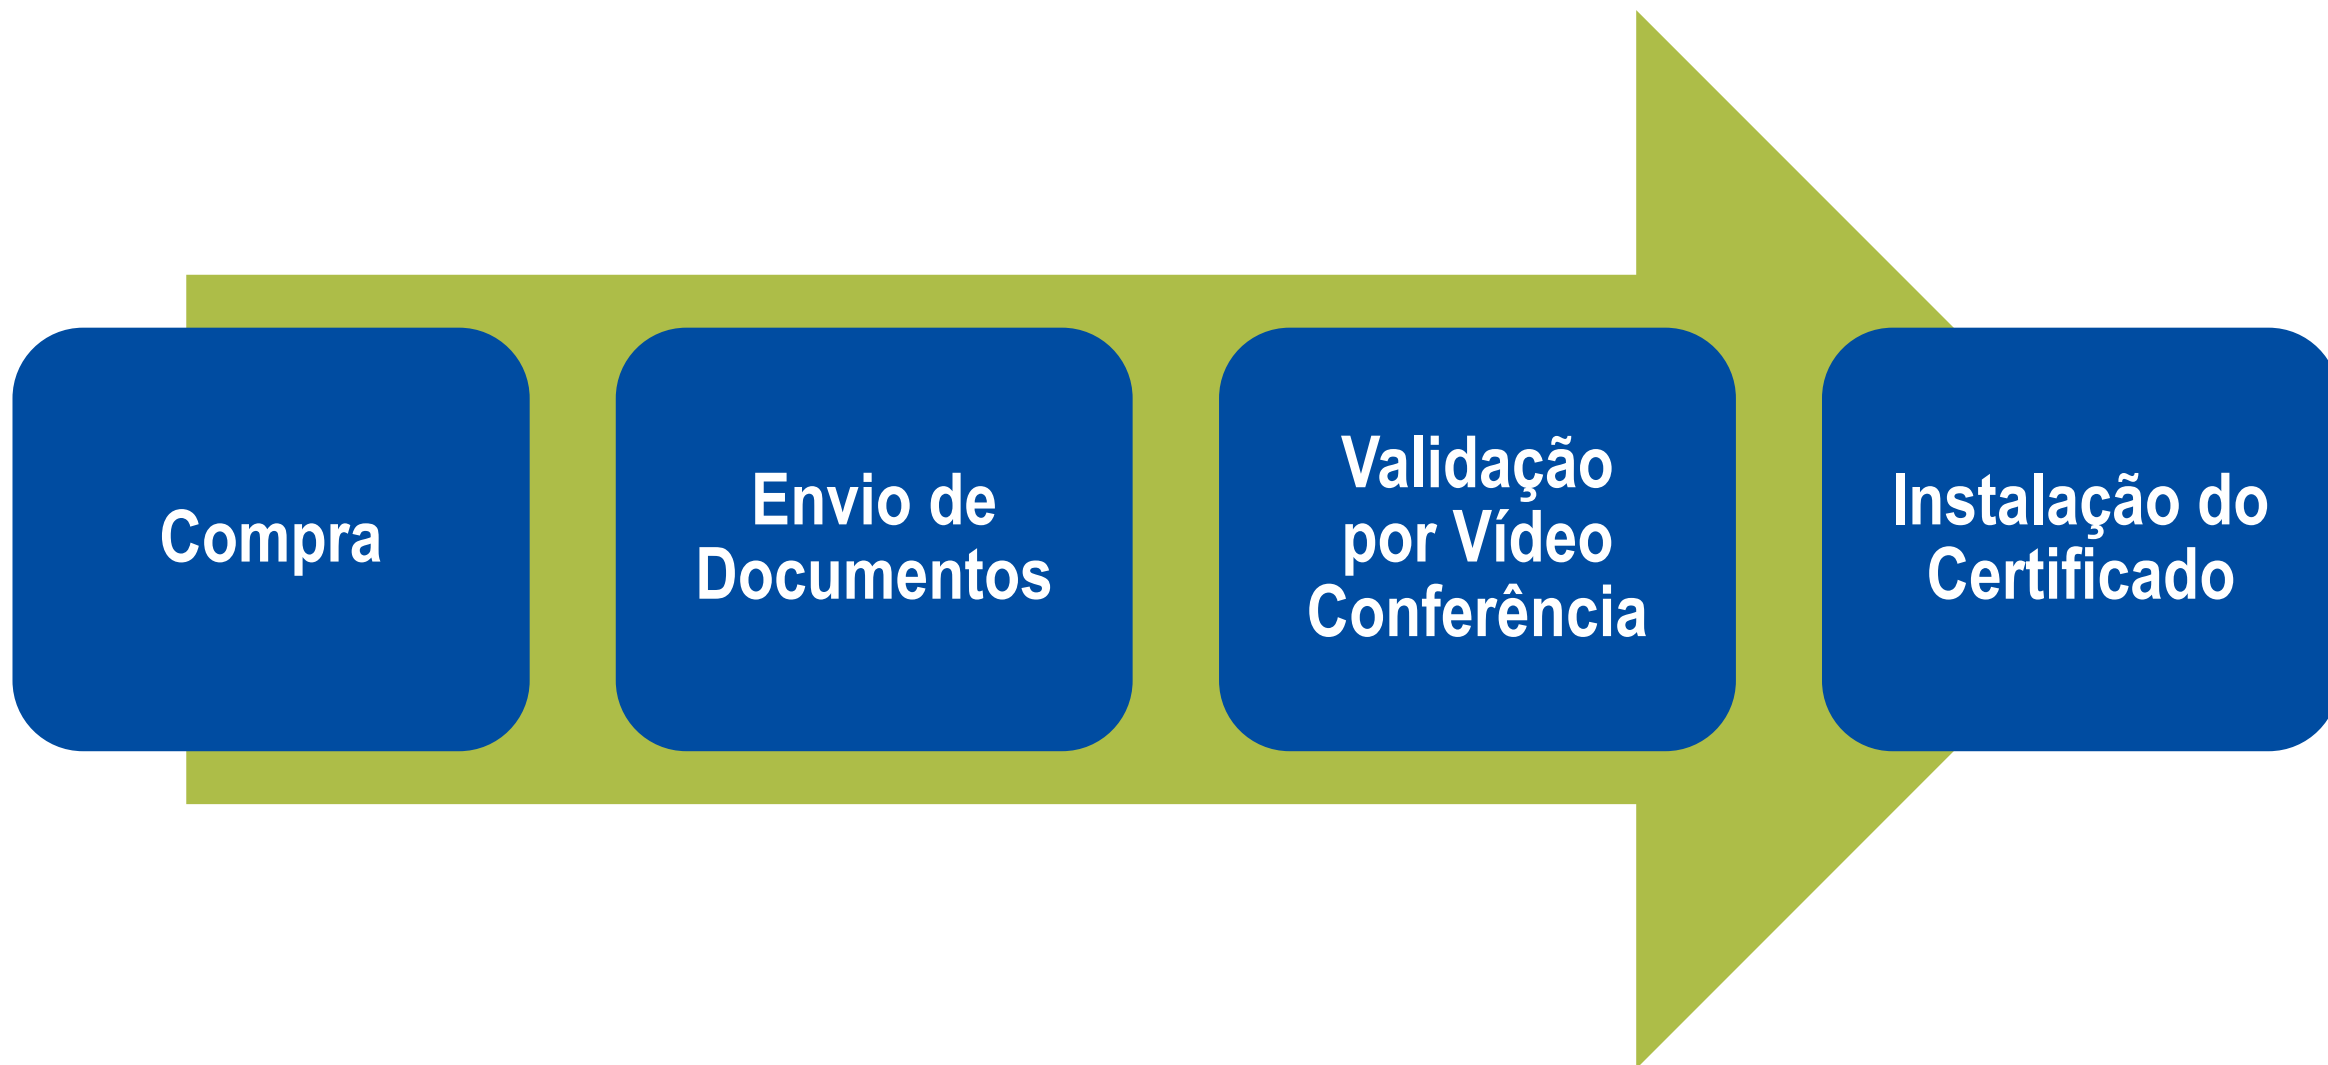 Compra
Envio de
Documentos
Validação
por Vídeo
Conferência
Instalação do
Certificado